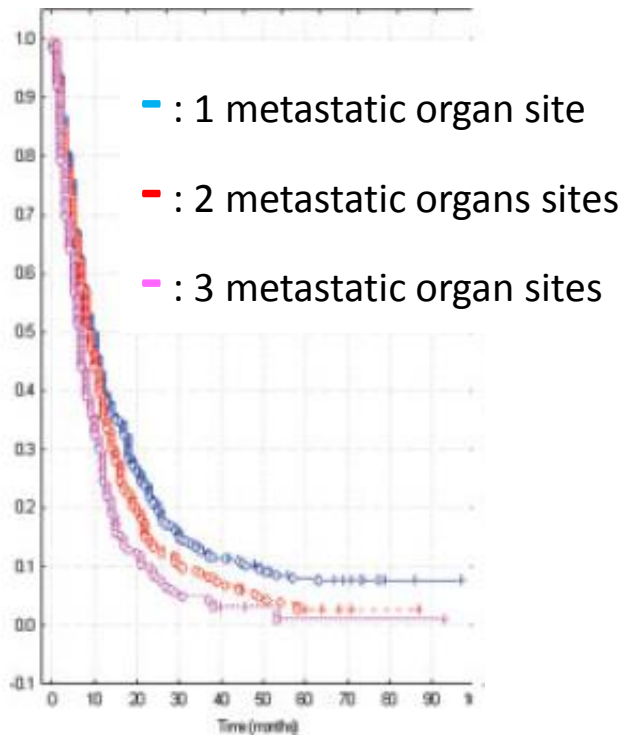 1.0
0.9
: 1 metastatic organ site
0.8
0.7
: 2 metastatic organs sites
0.6
: 3 metastatic organ sites
0.5
0.4
0.3
0.2
0.1
0.0
-0.1
0 10 20 30 40 50 60 70 80 90
Time (months)